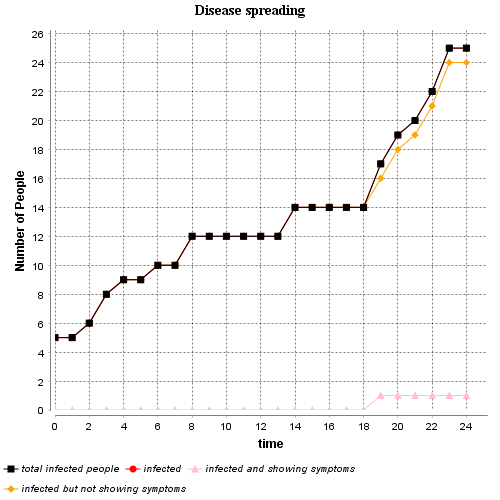 Disease spreading
Number of People
26
24
22
20
18
16
14
12
10
8
6
4
2
0
0 2 4 6 8 10 12 14 16 18 20 22 24
time
total infected people infected infected and showing symptoms
infected but not showing symptoms